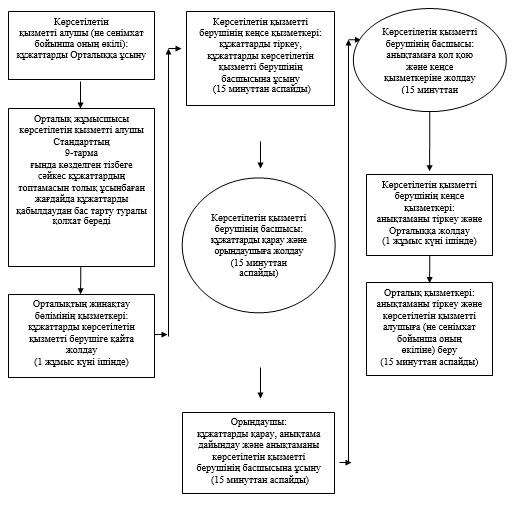 Көрсетілетін
қызметті алушы (не сенімхат
бойынша оның өкілі):
құжаттарды Орталыққа ұсыну
Орталық жұмысшысы
көрсетілетін қызметті алушы
Стандарттың
9-тарма
ғында көзделген тізбеге
сәйкес құжаттардың
топтамасын толық ұсынбаған
жағдайда құжаттарды
қабылдаудан бас тарту туралы
қолхат береді
Орталықтың жинақтау
бөлімінің қызметкері:
құжаттарды көрсетілетін
қызметті берушіге қайта
жолдау
(1 жұмыс күні ішінде)
Көрсетілетін қызметті
берушінің кеңсе қызметкері:
құжаттарды тіркеу,
құжаттарды көрсетілетін
қызметті берушінің
басшысына ұсыну
(15 минуттан аспайды)
Көрсетілетін қызметті
берушінің басшысы:
құжаттарды қарау және
орындаушыға жолдау
(15 минуттан
аспайды)
Орындаушы:
құжаттарды қарау, анықтама
дайындау және анықтаманы
көрсетілетін қызметті
берушінің басшысына ұсыну
(15 минуттан аспайды)
Көрсетілетін қызметті
берушінің басшысы:
анықтамаға қол қою
және кеңсе
қызметкеріне жолдау
(15 минуттан
Көрсетілетін қызметті
берушінің кеңсе
қызметкері:
анықтаманы тіркеу және
Орталыққа жолдау
(1 жұмыс күні ішінде)
Орталық қызметкері:
анықтаманы тіркеу және
көрсетілетін қызметті
алушыға (не сенімхат
бойынша оның
өкіліне) беру
(15 минуттан аспайды)